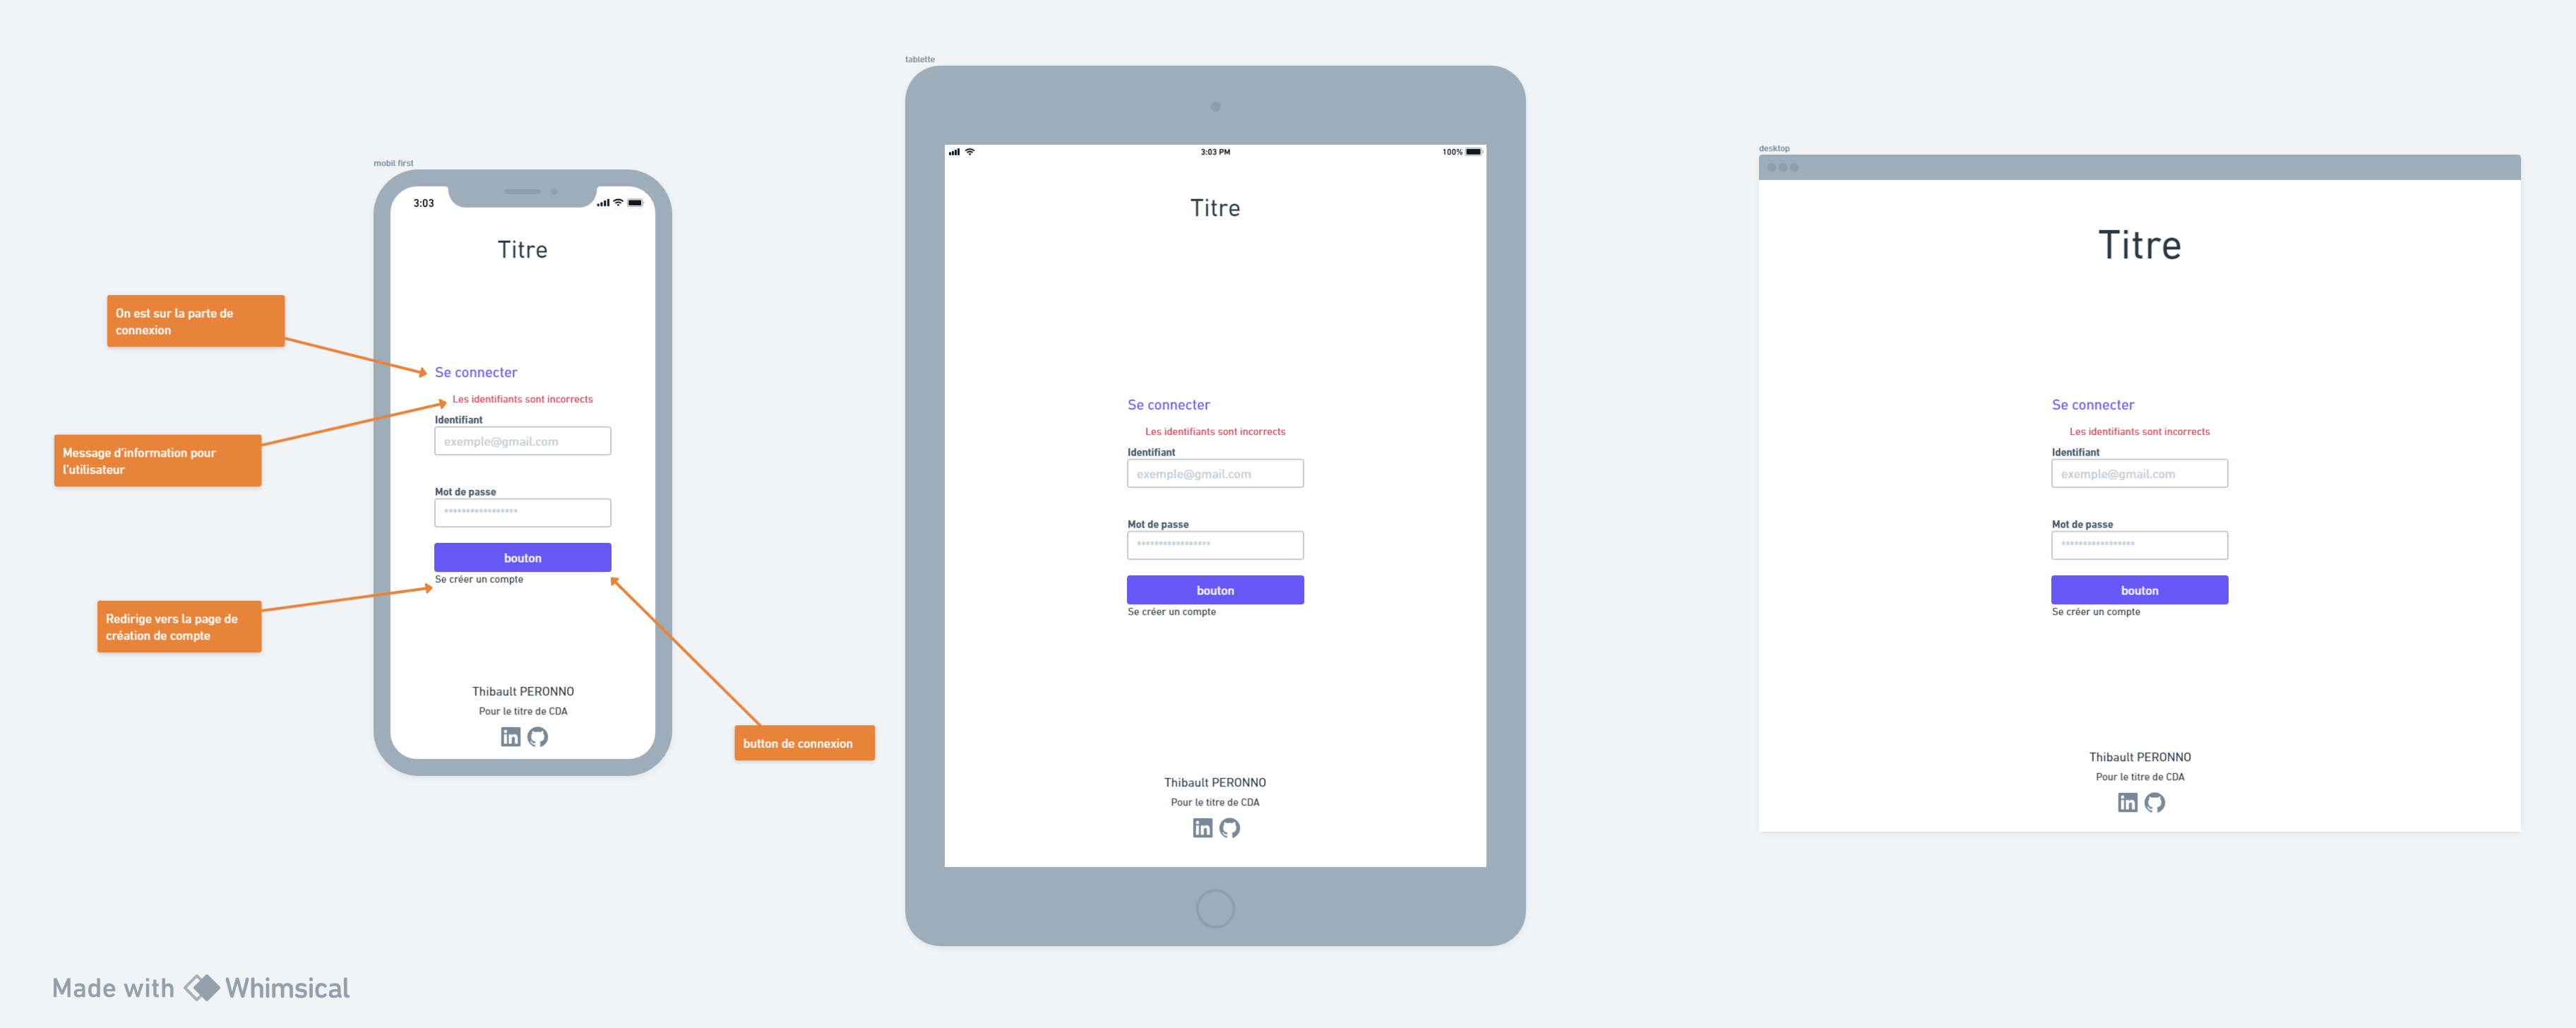 mobil first
3:03
Titre
On est sur la parte de
connexion
Se connecter
Les identifiants sont incorrects
Identifiant
exemple@gmail.com
Message d'information pour
l'utilisateur
Mot de passe
*****************
bouton
Se créer un compte
Redirige vers la page de
création de compte
Thibault PERONNO
Pour le titre de CDA
in
button de connexion
tablette
3:03 PM
100%
Titre
Se connecter
Les identifiants sont incorrects
Identifiant
exemple@gmail.com
Mot de passe
*****************
bouton
Se créer un compte
Thibault PERONNO
Pour le titre de CDA
in
desktop
Titre
Se connecter
Les identifiants sont incorrects
Identifiant
exemple@gmail.com
Mot de passe
*****************
bouton
Se créer un compte
Thibault PERONNO
Pour le titre de CDA
in
Made with Whimsical